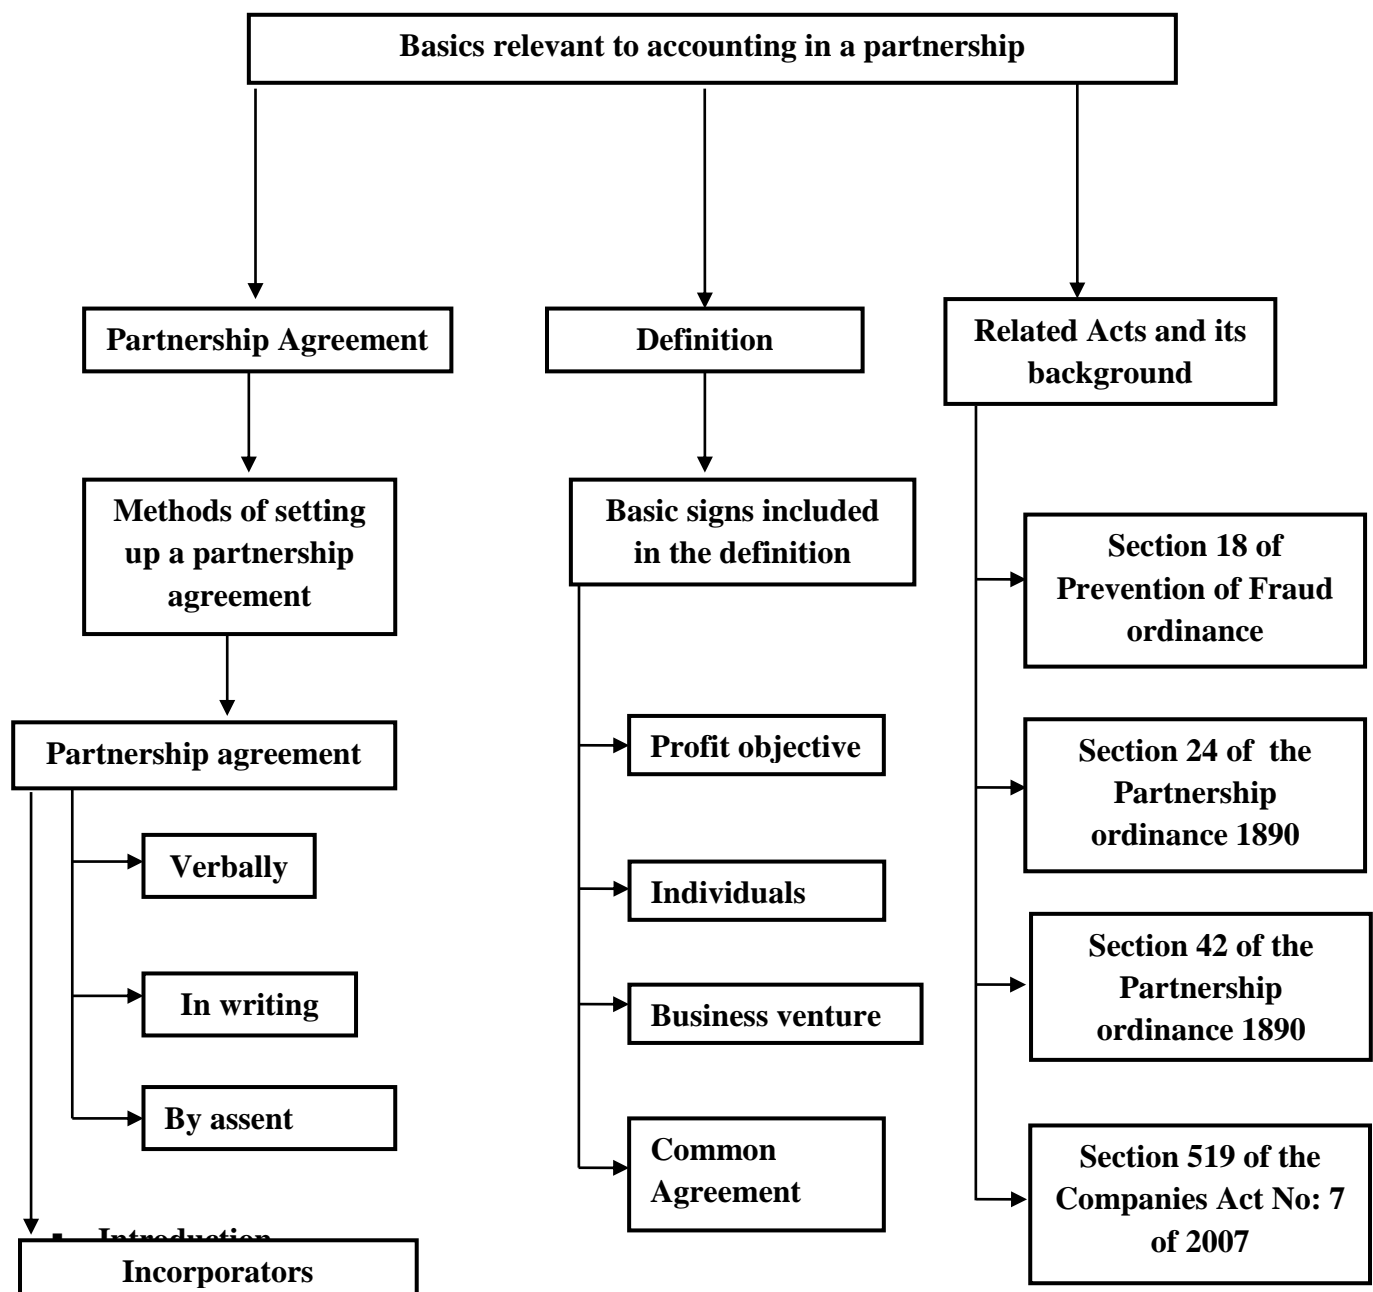 Basics relevant to accounting in a partnership
Partnership Agreement
Definition
Related Acts and its
background
Methods of setting
up a partnership
agreement
Basic signs included
in the definition
Section 18 of
Prevention of Fraud
ordinance
Partnership agreement
Profit objective
Section 24 of the
Partnership
ordinance 1890
Verbally
Individuals
In writing
Business venture
Section 42 of the
Partnership
ordinance 1890
By assent
Common
Agreement
Section 519 of the
Companies Act No: 7
of 2007
Introduction
Incorporators